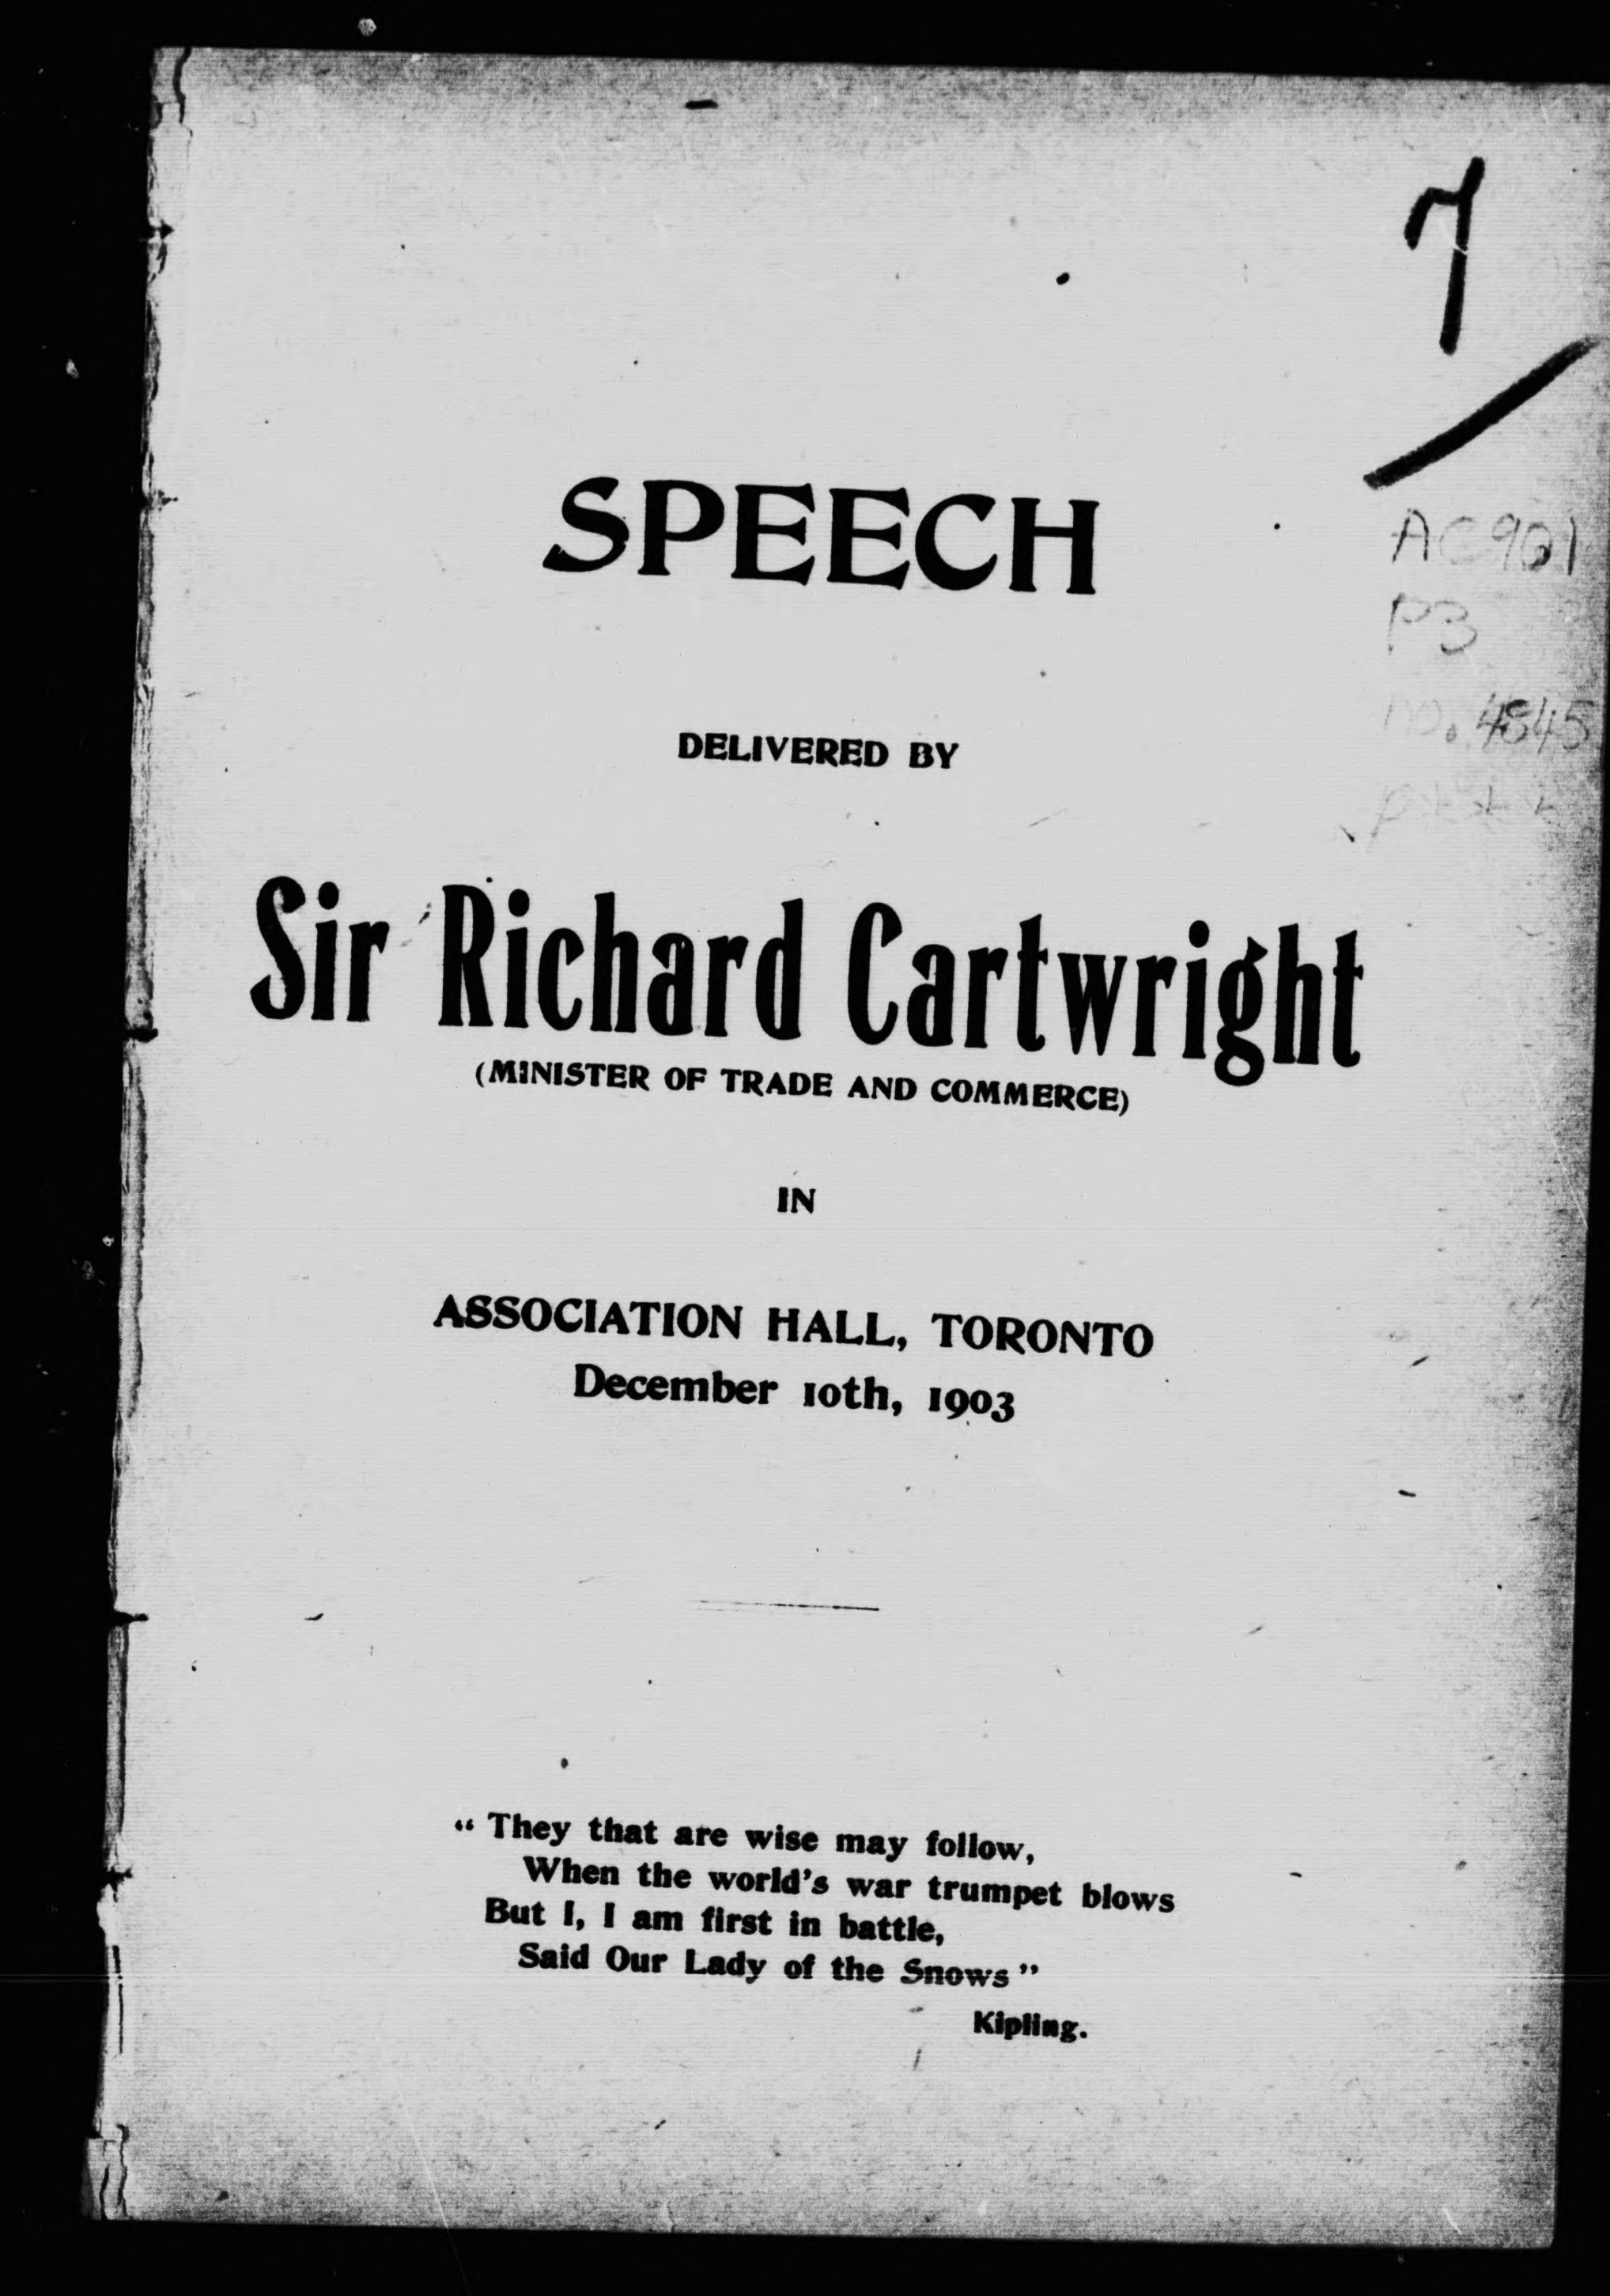 7
SPEECH
AC901
P3
no. 4845
p***
DELIVERED BY
Sir Richard Cartwright
(MINISTER OF TRADE AND COMMERCE)
IN
ASSOCIATION HALL, TORONTO
December 10th, 1903
“ They that are wise may follow,
When the world's war trumpet blows
But I, I am first in battle,
Said Our Lady of the Snows ”
Kipling.